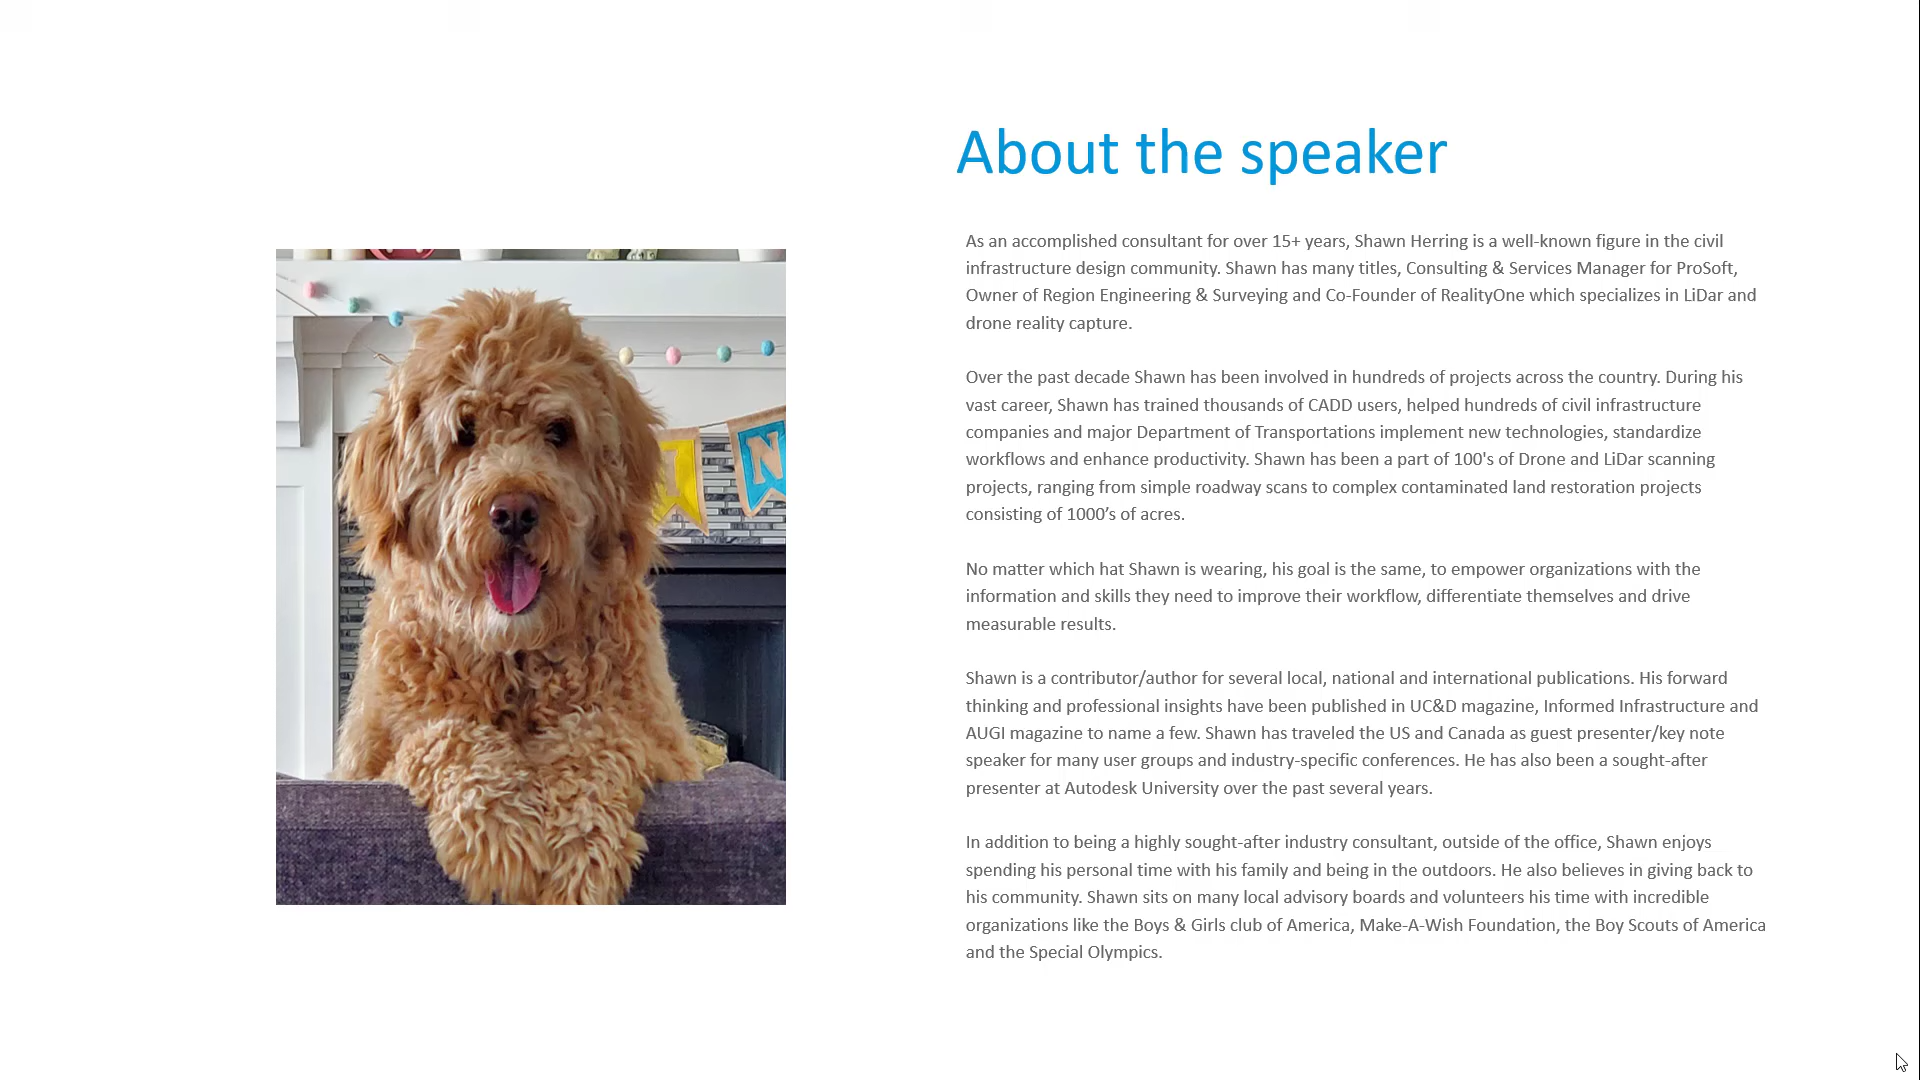 About the speaker
As an accomplished consultant for over 15+ years, Shawn Herring is a well-known figure in the civil
infrastructure design community. Shawn has many titles, Consulting & Services Manager for ProSoft,
Owner of Region Engineering & Surveying and Co-Founder of RealityOne which specializes in LiDar and
drone reality capture.
Over the past decade Shawn has been involved in hundreds of projects across the country. During his
vast career, Shawn has trained thousands of CADD users, helped hundreds of civil infrastructure
companies and major Department of Transportations implement new technologies, standardize
workflows and enhance productivity. Shawn has been a part of 100's of Drone and LiDar scanning
projects, ranging from simple roadway scans to complex contaminated land restoration projects
consisting of 1000’s of acres.
No matter which hat Shawn is wearing, his goal is the same, to empower organizations with the
information and skills they need to improve their workflow, differentiate themselves and drive
measurable results.
Shawn is a contributor/author for several local, national and international publications. His forward
thinking and professional insights have been published in UC&D magazine, Informed Infrastructure and
AUGI magazine to name a few. Shawn has traveled the US and Canada as guest presenter/key note
speaker for many user groups and industry-specific conferences. He has also been a sought-after
presenter at Autodesk University over the past several years.
In addition to being a highly sought-after industry consultant, outside of the office, Shawn enjoys
spending his personal time with his family and being in the outdoors. He also believes in giving back to
his community. Shawn sits on many local advisory boards and volunteers his time with incredible
organizations like the Boys & Girls club of America, Make-A-Wish Foundation, the Boy Scouts of America
and the Special Olympics.
I N